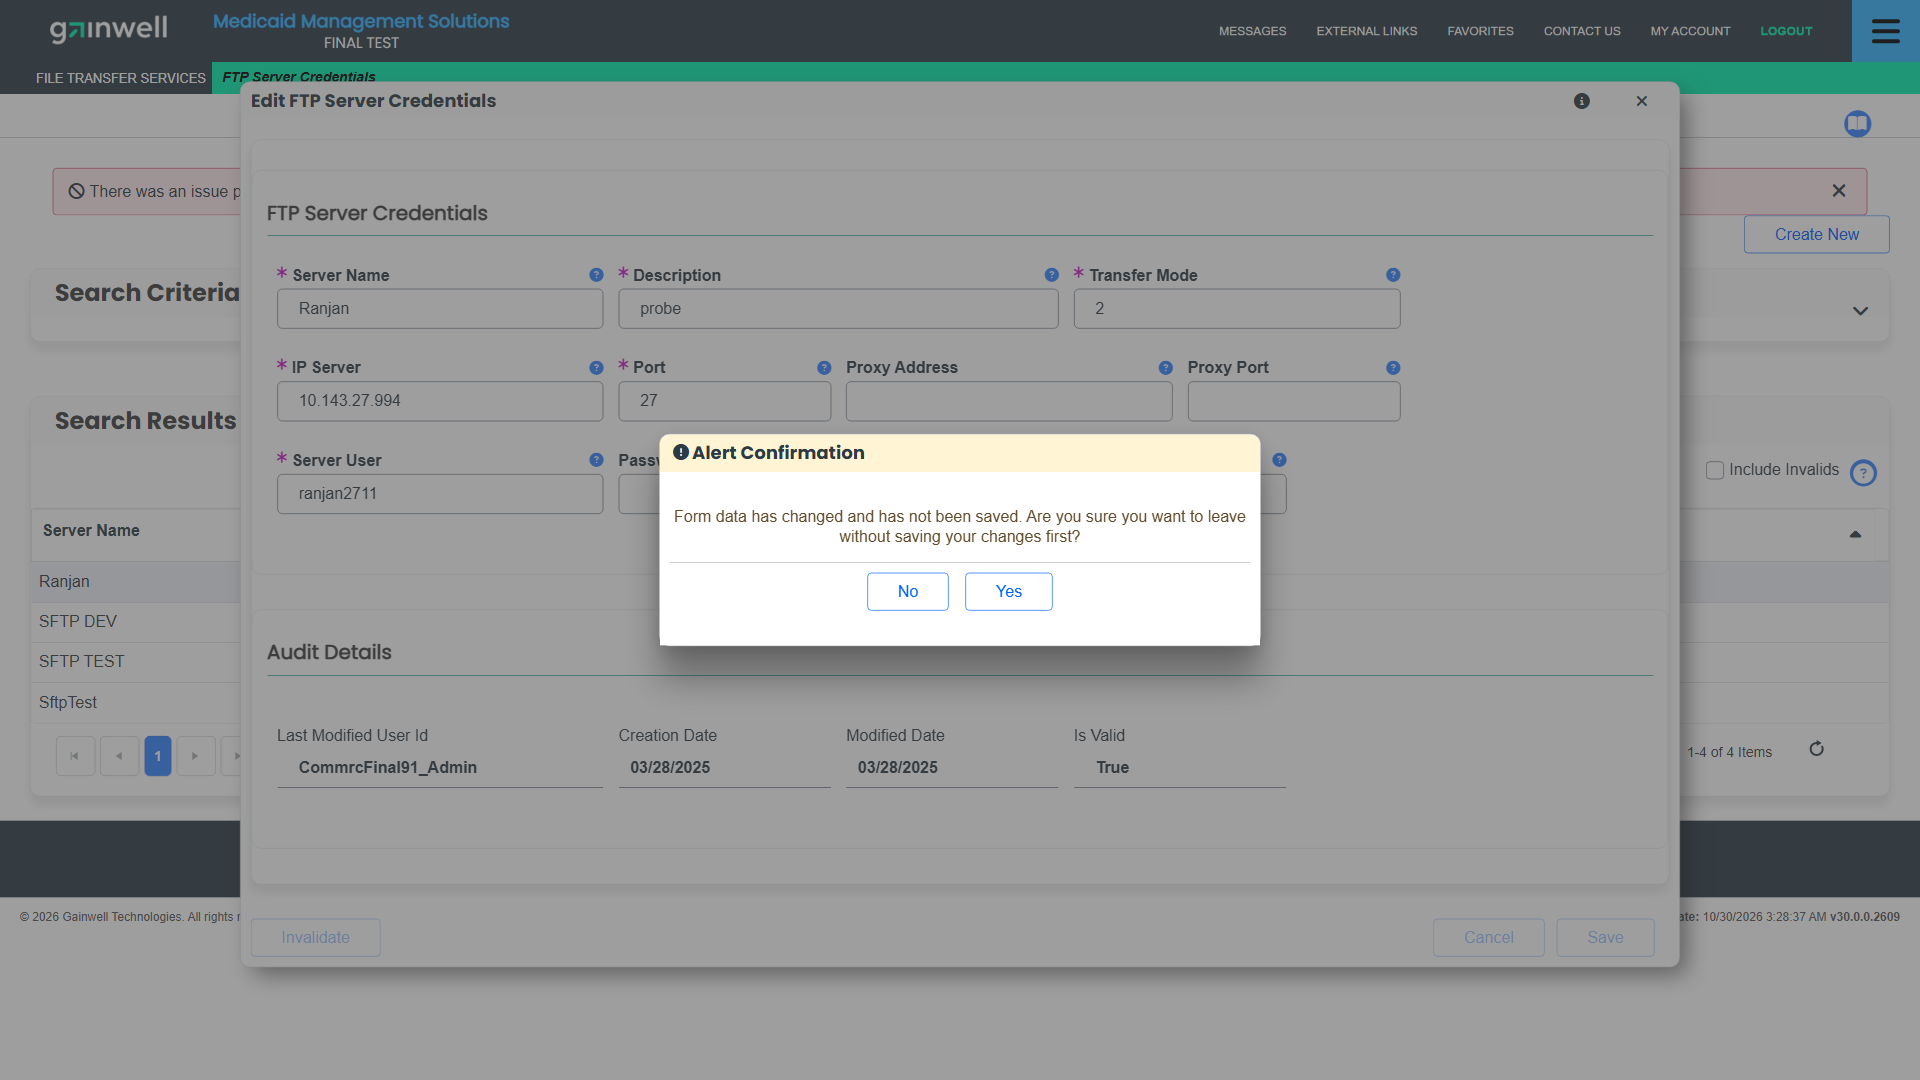 gainwell
Medicaid Management Solutions
FINAL TEST
MESSAGES
EXTERNAL LINKS
FAVORITES
CONTACT US
MY ACCOUNT
LOGOUT
FILE TRANSFER SERVICES
FTP Server Credentials
Edit FTP Server Credentials
There was an issue
Create New
FTP Server Credentials
Search Criteria
* Server Name
* Description
* Transfer Mode
Ranjan
probe
2
* IP Server
* Port
Proxy Address
Proxy Port
10.143.27.994
27
Search Results
* Server User
ranjan2711
Include Invalids
Alert Confirmation
Form data has changed and has not been saved. Are you sure you want to leave
without saving your changes first?
No
Yes
Server Name
Ranjan
SFTP DEV
SFTP TEST
SftpTest
1
1-4 of 4 Items
Audit Details
Last Modified User Id
Creation Date
Modified Date
Is Valid
CommrcFinal91_Admin
03/28/2025
03/28/2025
True
Invalidate
Cancel
Save
© 2026 Gainwell Technologies. All rights
10/30/2026 3:28:37 AM v30.0.0.2609